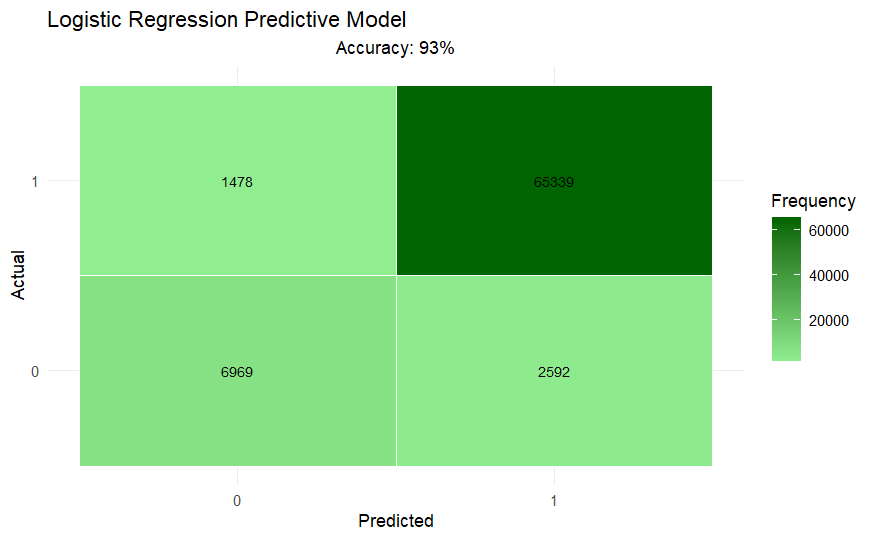 Logistic Regression Predictive Model
Accuracy: 93%
1
1478
65339
0
6969
2592
Actual
0
1
Predicted
Frequency
60000
40000
20000